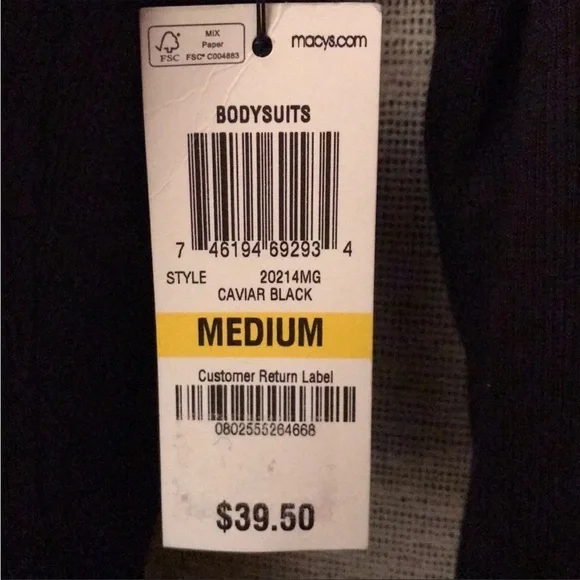 MIX
Paper
FSC
FSC® C004883
macys.com
BODYSUITS
7 46194 69293 4
STYLE 20214MG
CAVIAR BLACK
MEDIUM
Customer Return Label
0802555264668
$39.50